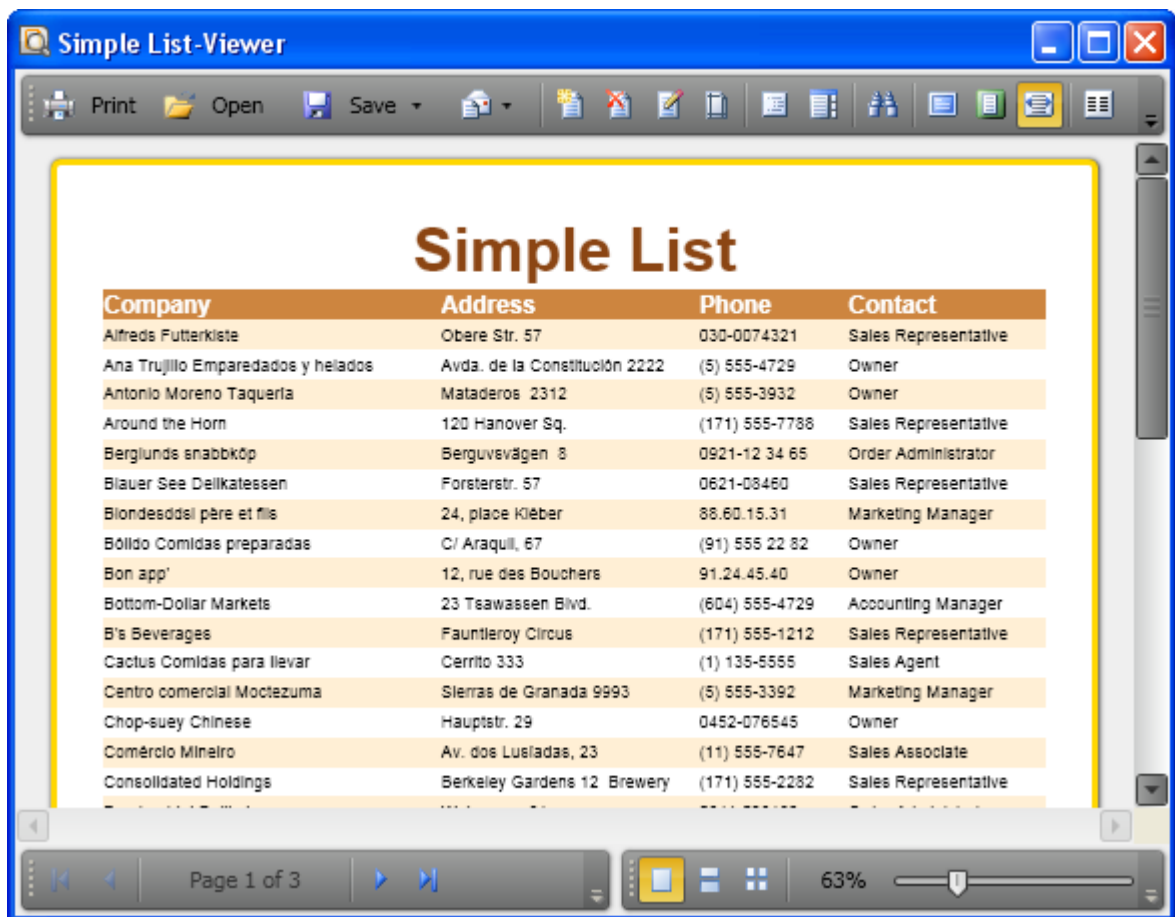 Simple List-Viewer
Print Open Save
Simple List
Company Address Phone Contact
Alfreds Futterkiste Obere Str. 57 030-0074321 Sales Representative
Ana Trujillo Emparedados y helados Avda. de la Constitución 2222 (5) 555-4729 Owner
Antonio Moreno Taquería Mataderos 2312 (5) 555-3932 Owner
Around the Horn 120 Hanover Sq. (171) 555-7788 Sales Representative
Berglunds snabbköp Berguvsvägen 8 0921-12 34 65 Order Administrator
Blauer See Delikatessen Forsterstr. 57 0621-08460 Sales Representative
Blondesddsl père et fils 24, place Kléber 88.60.15.31 Marketing Manager
Bólido Comidas preparadas C/ Araquil, 67 (91) 555 22 82 Owner
Bon app' 12, rue des Bouchers 91.24.45.40 Owner
Bottom-Dollar Markets 23 Tsawassen Blvd. (604) 555-4729 Accounting Manager
B's Beverages Fauntleroy Circus (171) 555-1212 Sales Representative
Cactus Comidas para llevar Cerrito 333 (1) 135-5555 Sales Agent
Centro comercial Moctezuma Sierras de Granada 9993 (5) 555-3392 Marketing Manager
Chop-suey Chinese Hauptstr. 29 0452-076545 Owner
Comércio Mineiro Av. dos Lusíadas, 23 (11) 555-7647 Sales Associate
Consolidated Holdings Berkeley Gardens 12 Brewery (171) 555-2282 Sales Representative
Page 1 of 3 63%